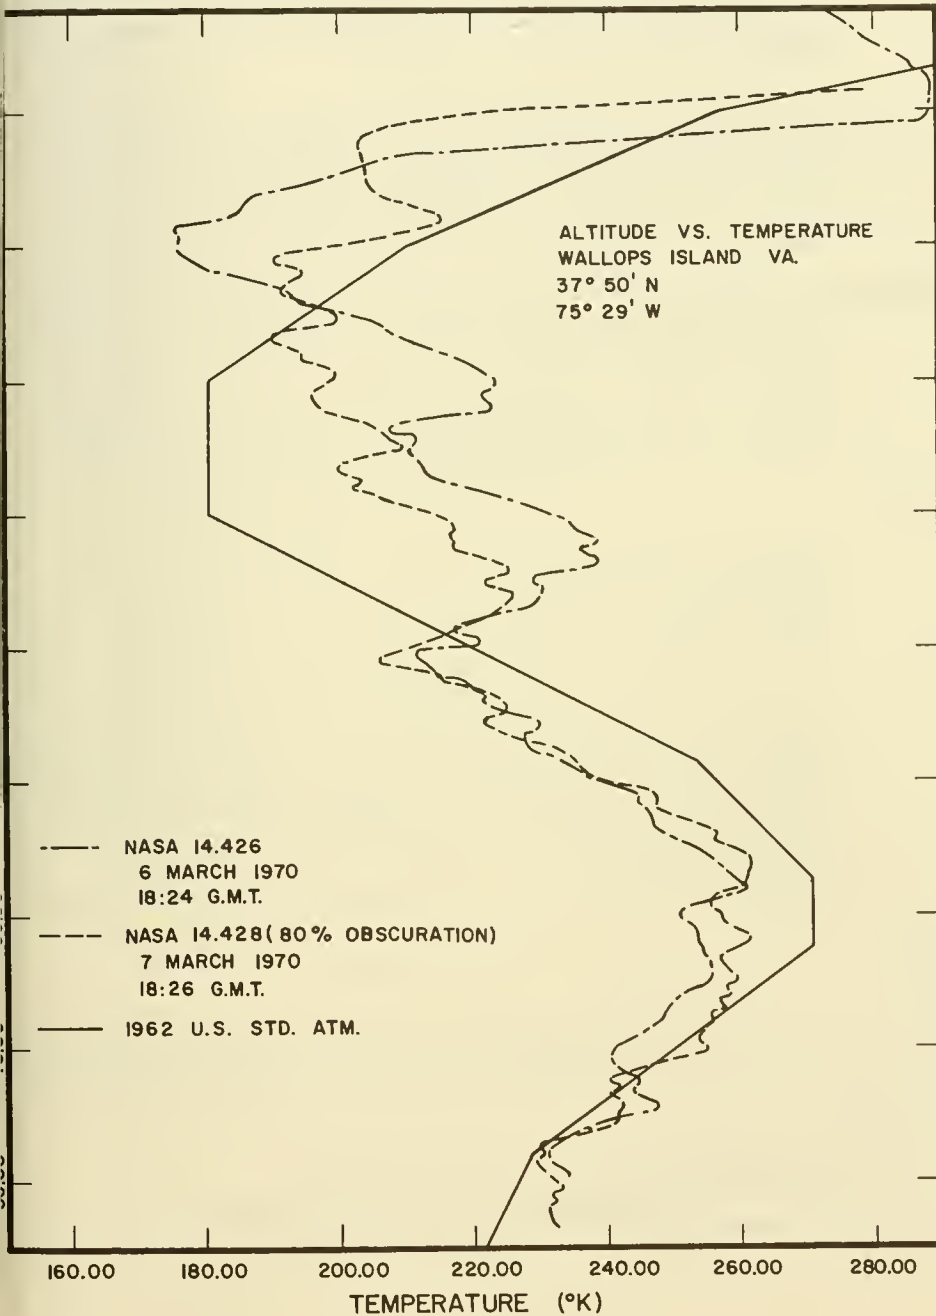 ALTITUDE VS. TEMPERATURE
WALLOPS ISLAND VA.
37° 50' N
75° 29' W
NASA 14.426
6 MARCH 1970
18:24 G.M.T.
NASA 14.428(80% OBSCURATION)
7 MARCH 1970
18:26 G.M.T.
1962 U.S. STD. ATM.
160.00 180.00 200.00 220.00 240.00 260.00 280.00
TEMPERATURE (°K)